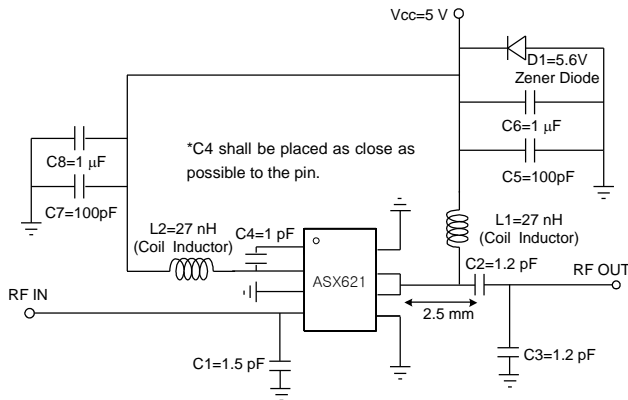 Vcc=5 V
D1=5.6V
Zener Diode
C6=1 μF
C5=100pF
*C4 shall be placed as close as
possible to the pin.
C8=1 μF
C7=100pF
L2=27 nH
(Coil Inductor)
C4=1 pF
L1=27 nH
(Coil Inductor)
ASX621
C2=1.2 pF
RF OUT
RF IN
2.5 mm
C1=1.5 pF
C3=1.2 pF